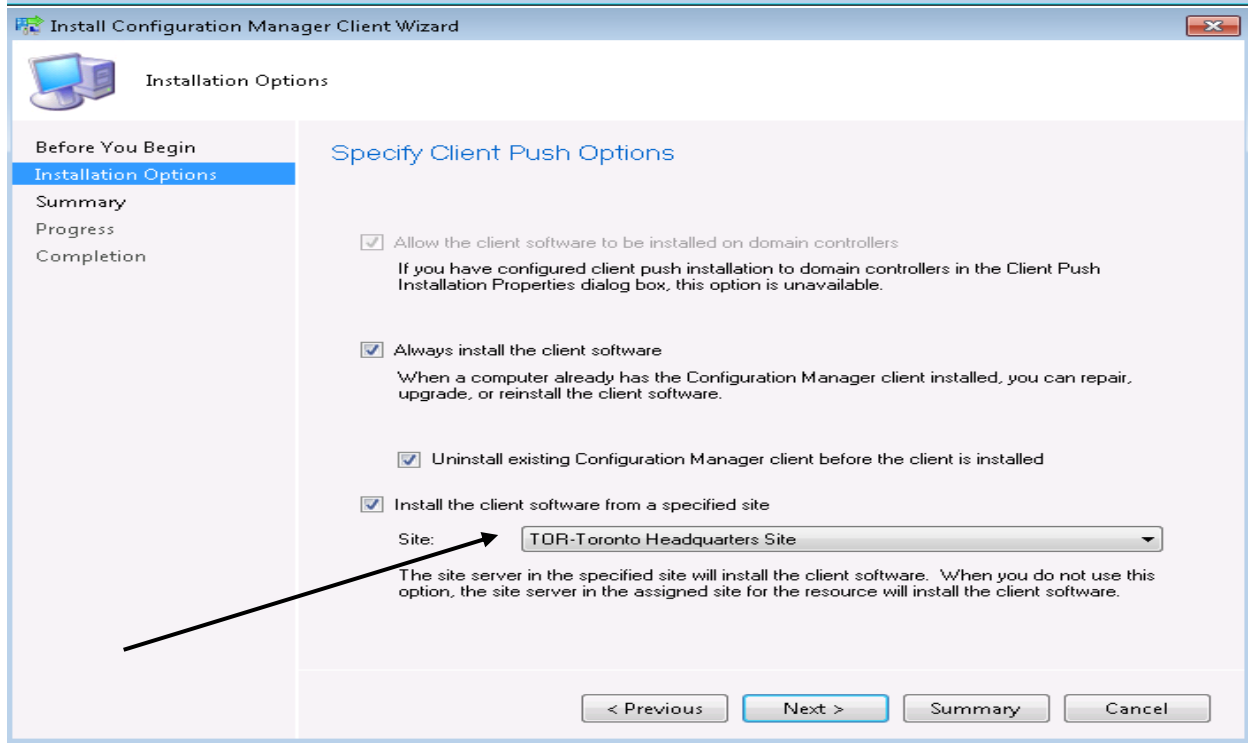 Install Configuration Manager Client Wizard
Installation Options
Before You Begin
Installation Options
Summary
Progress
Completion
Specify Client Push Options
Allow the client software to be installed on domain controllers
If you have configured client push installation to domain controllers in the Client Push
Installation Properties dialog box, this option is unavailable.
Always install the client software
When a computer already has the Configuration Manager client installed, you can repair,
upgrade, or reinstall the client software.
Uninstall existing Configuration Manager client before the client is installed
Install the client software from a specified site
Site: TOR-Toronto Headquarters Site
The site server in the specified site will install the client software. When you do not use this
option, the site server in the assigned site for the resource will install the client software.
< Previous Next > Summary Cancel